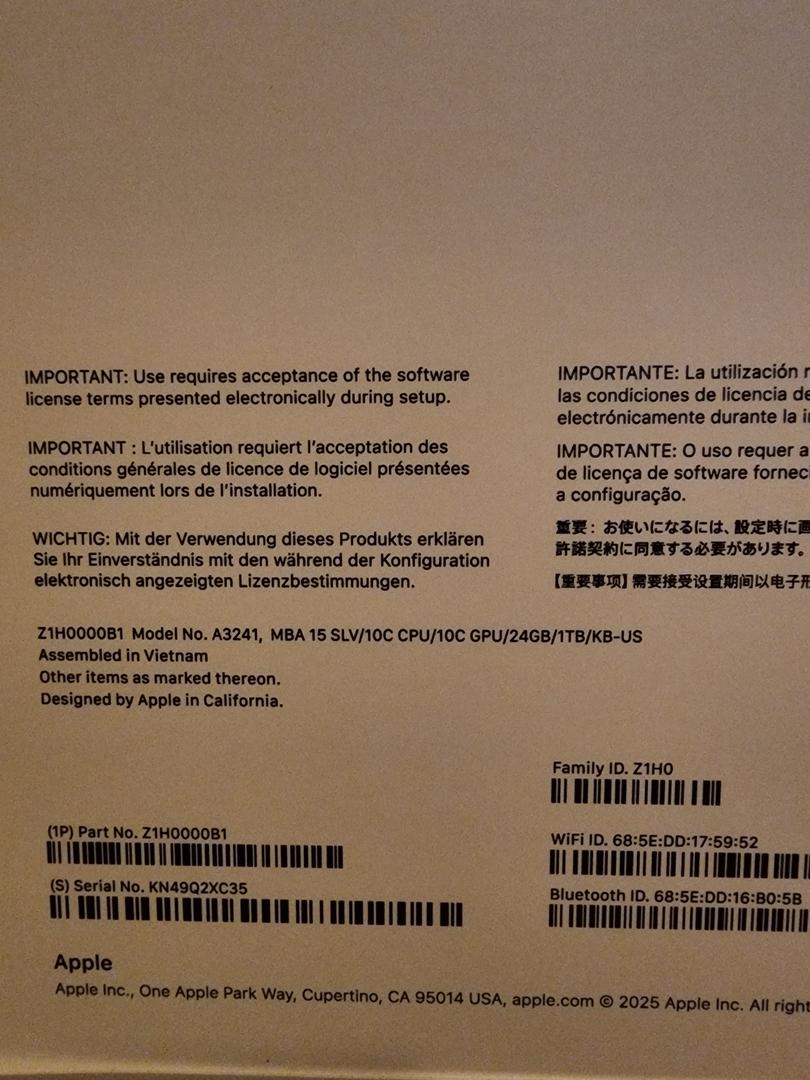 IMPORTANT: Use requires acceptance of the software
license terms presented electronically during setup.
IMPORTANT : L'utilisation requiert l'acceptation des
conditions générales de licence de logiciel présentées
numériquement lors de l'installation.
WICHTIG: Mit der Verwendung dieses Produkts erklären
Sie Ihr Einverständnis mit den während der Konfiguration
elektronisch angezeigten Lizenzbestimmungen.
IMPORTANTE: La utilización
las condiciones de licencia de
electrónicamente durante la
IMPORTANTE: O uso requer a
de licença de software
a configuração.
重要： お使いになるには、設定時に画
許諾契約に同意する必要があります。
【重要事项】需要接受设置期间以电子形
Z1H0000B1 Model No. A3241, MBA 15 SLV/10C CPU/10C GPU/24GB/1TB/KB-US
Assembled in Vietnam
Other items as marked thereon.
Designed by Apple in California.
Family ID. Z1H0
(1P) Part No. Z1H0000B1
WiFi ID. 68:5E:DD:17:59:52
(S) Serial No. KN49Q2XC35
Bluetooth ID. 68:5E:DD:16:B0:5B
Apple
Apple Inc., One Apple Park Way, Cupertino, CA 95014 USA, apple.com © 2025 Apple Inc. All right